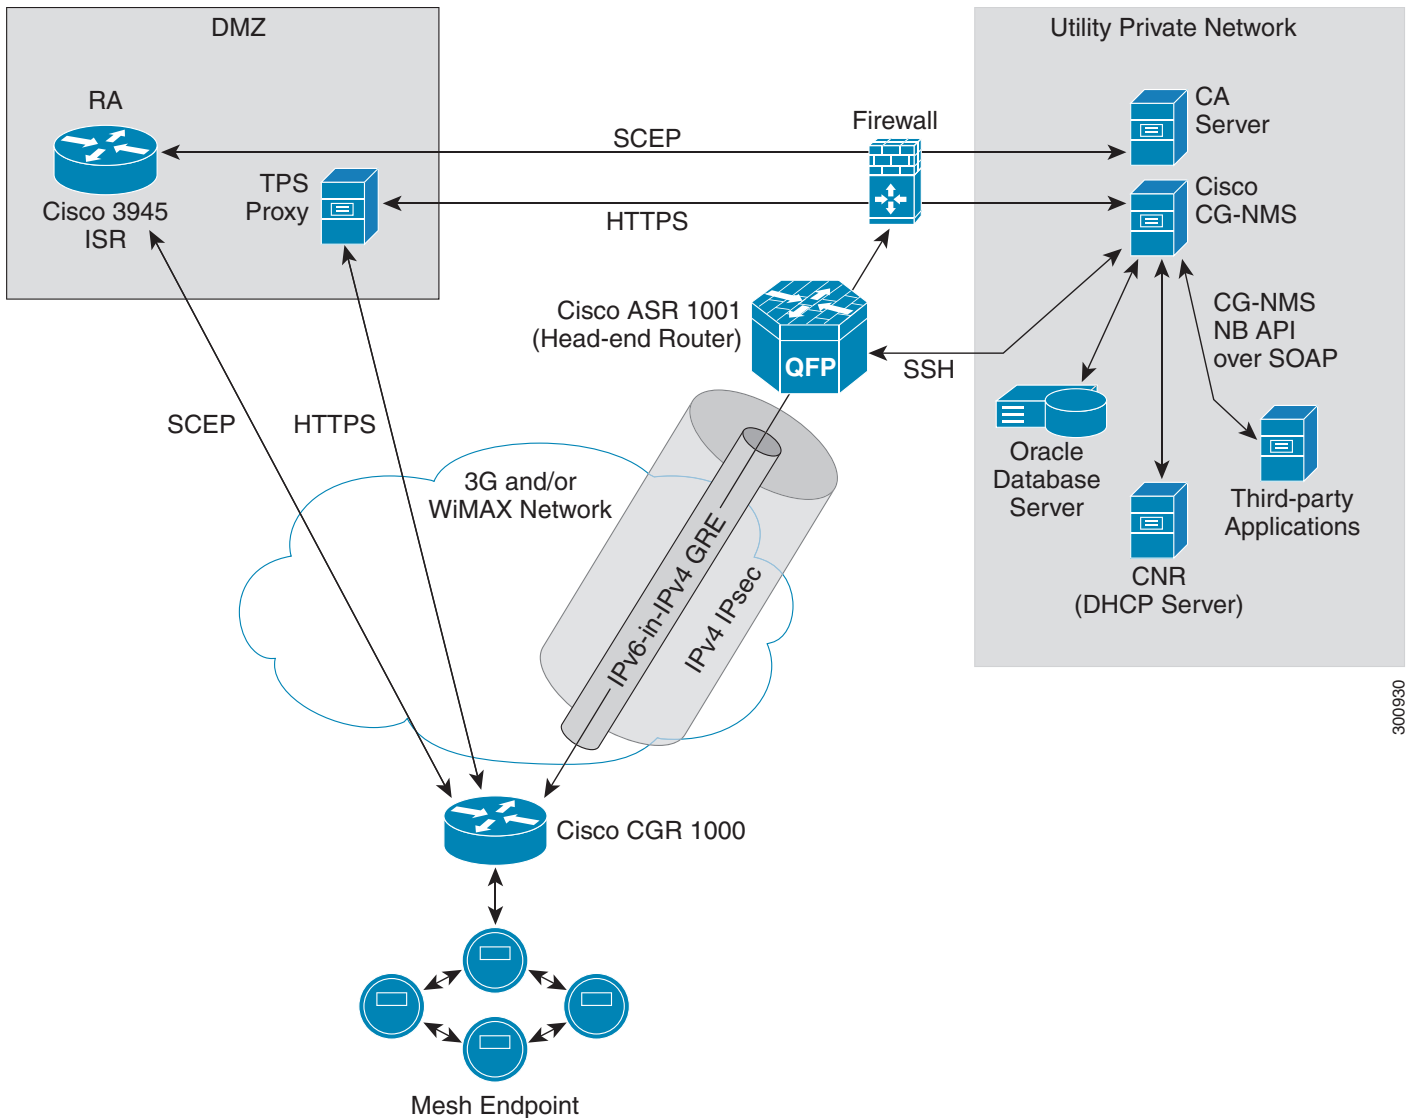 DMZ
Utility Private Network
RA
Cisco 3945
ISR
TPS
Proxy
SCEP
HTTPS
Firewall
CA
Server
Cisco
CG-NMS
Cisco ASR 1001
(Head-end Router)
QFP
SSH
CG-NMS
NB API
over SOAP
Oracle
Database
Server
Third-party
Applications
CNR
(DHCP Server)
SCEP
HTTPS
3G and/or
WiMAX Network
IPv6-in-IPv4 GRE
IPv4 IPsec
Cisco CGR 1000
Mesh Endpoint
300930